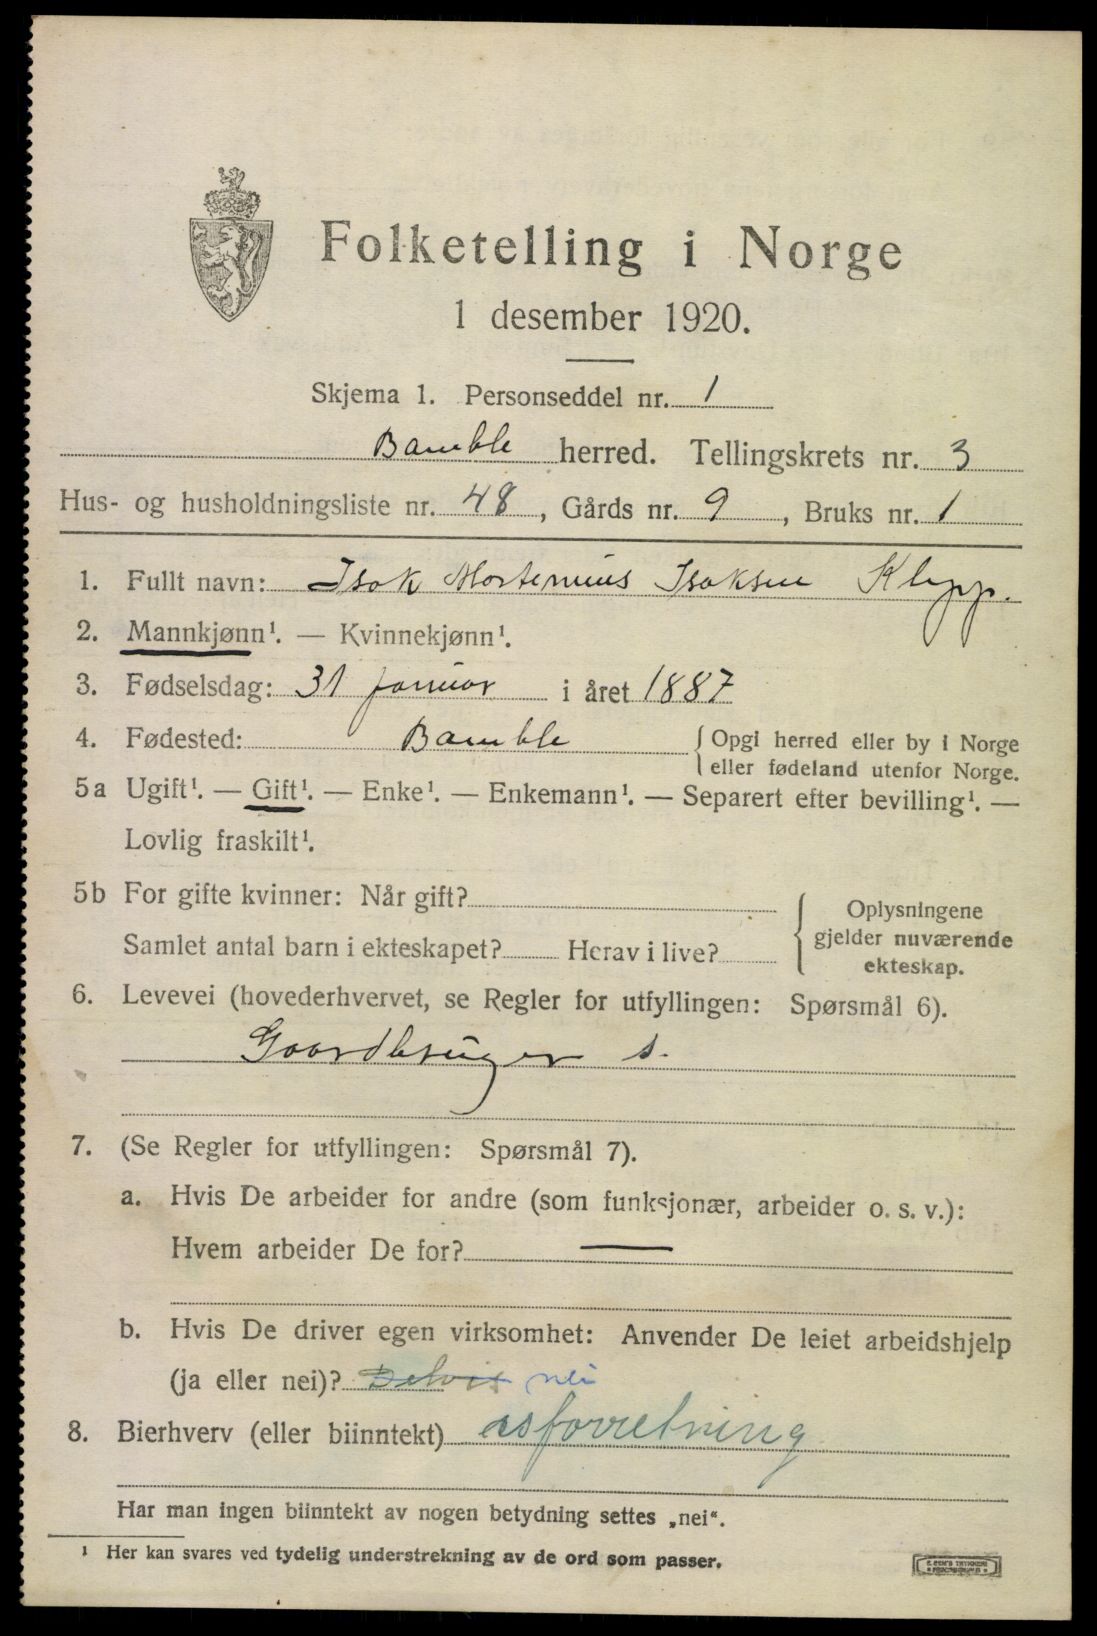 Folketelling i Norge
1 desember 1920.
Skjema 1. Personseddel nr. 1
Bamble herred. Tellingskrets nr. 3
Hus- og husholdningsliste nr. 48, Gårds nr. 9, Bruks nr. 1
1. Fullt navn: Isak Mortenius Isaksen Klepp.
2. Mannkjønn¹. — Kvinnekjønn¹.
3. Fødselsdag: 31 januar i året 1887
4. Fødested: Bamble { Opgi herred eller by i Norge
eller fødeland utenfor Norge.
5a Ugift¹. — Gift¹. — Enke¹. — Enkemann¹. — Separert efter bevilling¹. —
Lovlig fraskilt¹.
5b For gifte kvinner: Når gift?
Samlet antal barn i ekteskapet? Herav i live?
Oplysningene
gjelder nuværende
ekteskap.
6. Levevei (hovederhvervet, se Regler for utfyllingen: Spørsmål 6).
Gaardbruger s.
7. (Se Regler for utfyllingen: Spørsmål 7).
a. Hvis De arbeider for andre (som funksjonær, arbeider o. s. v.):
Hvem arbeider De for? —
b. Hvis De driver egen virksomhet: Anvender De leiet arbeidshjelp
(ja eller nei)? Delvis nei
8. Bierhverv (eller biinntekt) isforretning
Har man ingen biinntekt av nogen betydning settes „nei“.
¹ Her kan svares ved tydelig understrekning av de ord som passer.